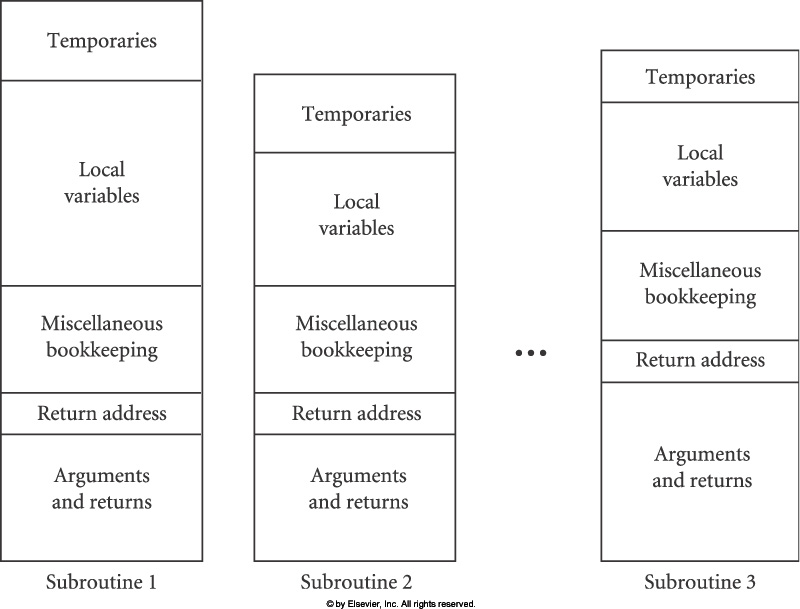 Temporaries
Local
variables
Miscellaneous
bookkeeping
Return address
Arguments
and returns
Subroutine 1
Temporaries
Local
variables
Miscellaneous
bookkeeping
Return address
Arguments
and returns
Subroutine 2
...
Temporaries
Local
variables
Miscellaneous
bookkeeping
Return address
Arguments
and returns
Subroutine 3
© by Elsevier, Inc. All rights reserved.